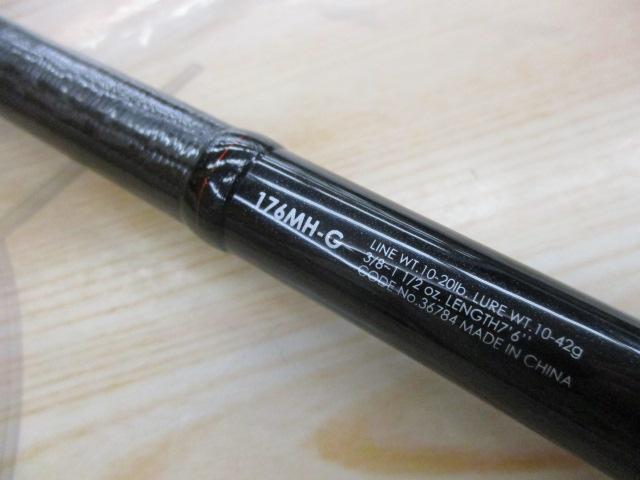 176MH-G
LINE WT.10-20lb. LURE WT.10-42g
3/8-1 1/2 oz. LENGTH7'6"
CODE No.36784 MADE IN CHINA